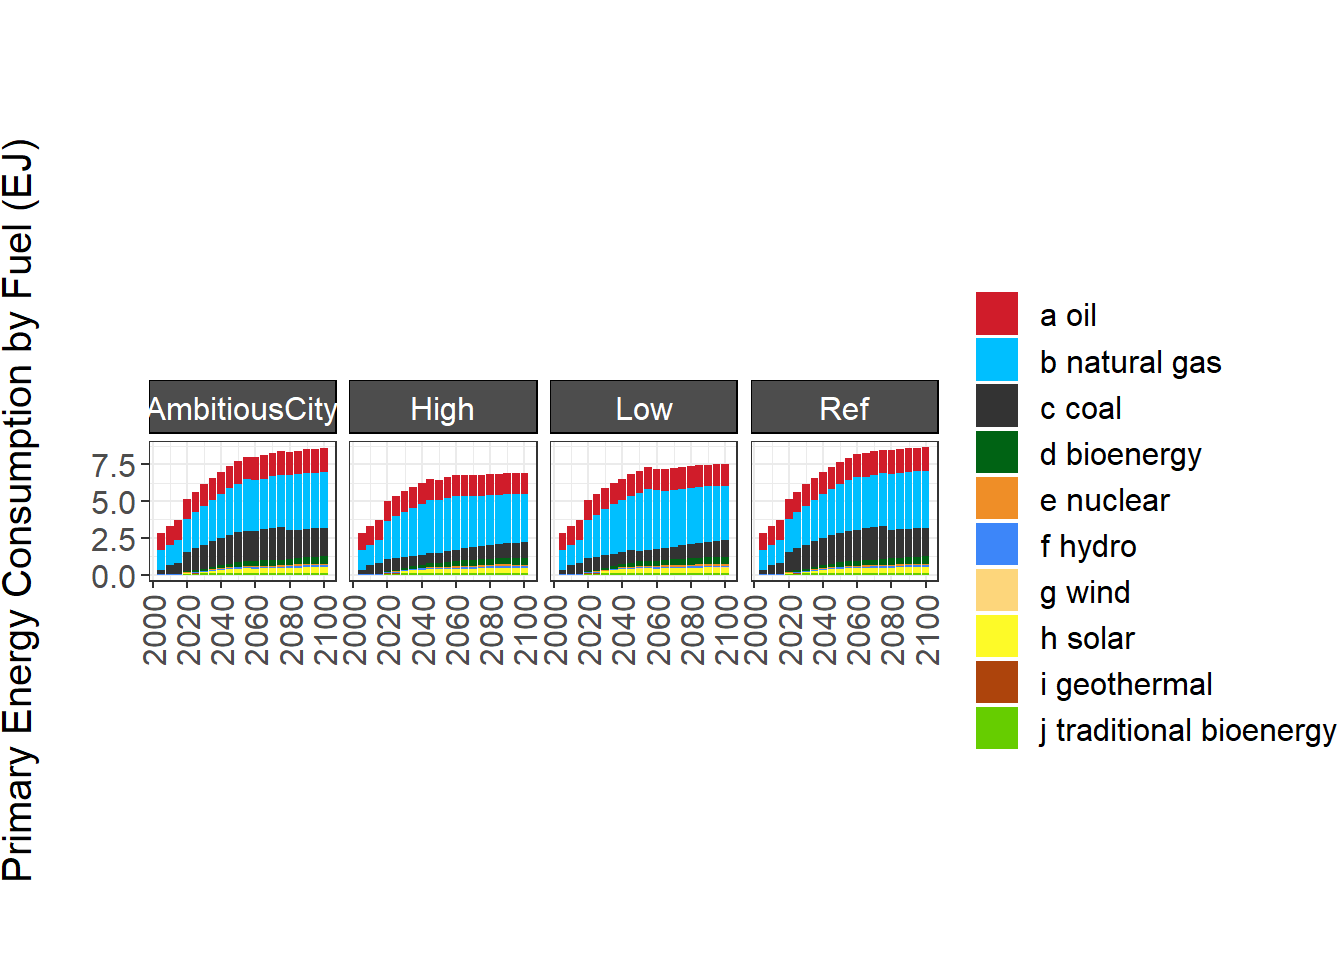 Primary Energy Consumption by Fuel (EJ)
AmbitiousCity
High
Low
Ref
7.5
5.0
2.5
0.0
2000 2020 2040 2060 2080 2100
2000 2020 2040 2060 2080 2100
2000 2020 2040 2060 2080 2100
2000 2020 2040 2060 2080 2100
a oil
b natural gas
c coal
d bioenergy
e nuclear
f hydro
g wind
h solar
i geothermal
j traditional bioenergy